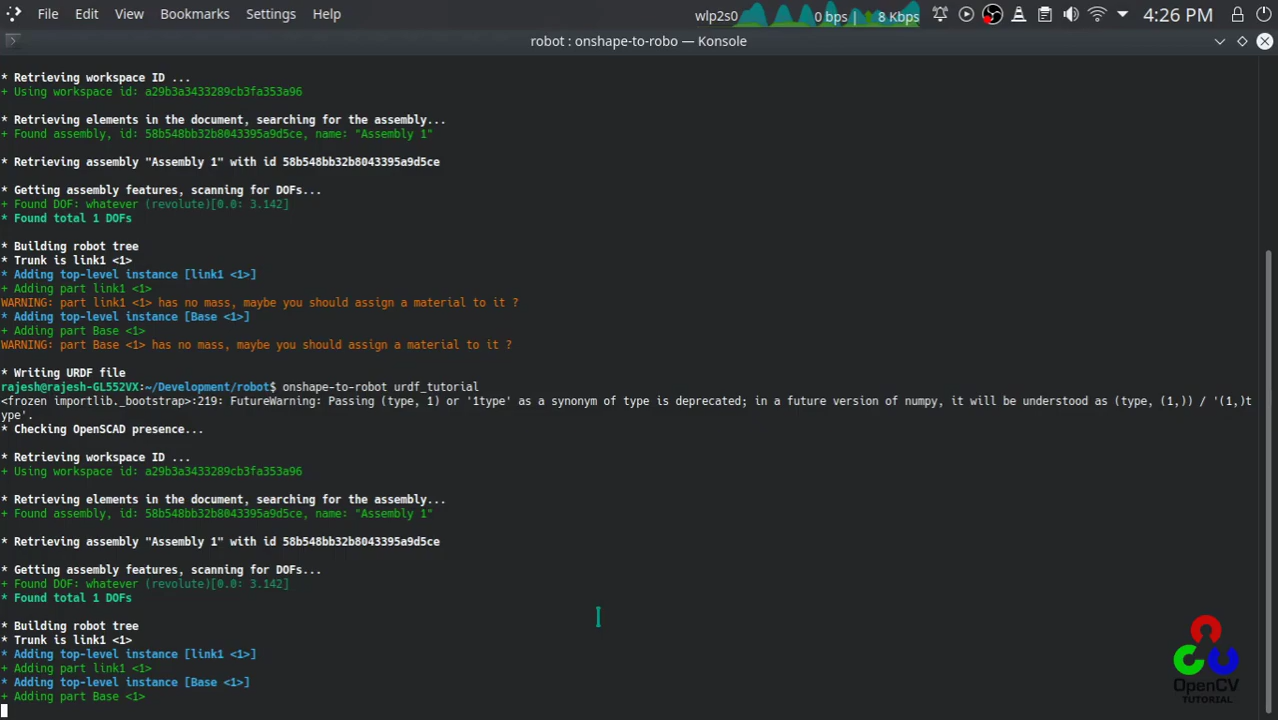 File Edit View Bookmarks Settings Help
wlp2s0 0 bps | 8 Kbps 4:26 PM
robot : onshape-to-robo — Konsole
* Retrieving workspace ID ...
+ Using workspace id: a29b3a3433289cb3fa353a96
* Retrieving elements in the document, searching for the assembly...
+ Found assembly, id: 58b548bb32b8043395a9d5ce, name: "Assembly 1"
* Retrieving assembly "Assembly 1" with id 58b548bb32b8043395a9d5ce
* Getting assembly features, scanning for DOFs...
+ Found DOF: whatever (revolute)[0.0: 3.142]
* Found total 1 DOFs
* Building robot tree
* Trunk is link1 <1>
* Adding top-level instance [link1 <1>]
+ Adding part link1 <1>
WARNING: part link1 <1> has no mass, maybe you should assign a material to it ?
* Adding top-level instance [Base <1>]
+ Adding part Base <1>
WARNING: part Base <1> has no mass, maybe you should assign a material to it ?
* Writing URDF file
rajesh@rajesh-GL552VX:~/Development/robot$ onshape-to-robot urdf_tutorial
<frozen importlib._bootstrap>:219: FutureWarning: Passing (type, 1) or '1type' as a synonym of type is deprecated; in a future version of numpy, it will be understood as (type, (1,)) / '(1,)t
ype'.
* Checking OpenSCAD presence...
* Retrieving workspace ID ...
+ Using workspace id: a29b3a3433289cb3fa353a96
* Retrieving elements in the document, searching for the assembly...
+ Found assembly, id: 58b548bb32b8043395a9d5ce, name: "Assembly 1"
* Retrieving assembly "Assembly 1" with id 58b548bb32b8043395a9d5ce
* Getting assembly features, scanning for DOFs...
+ Found DOF: whatever (revolute)[0.0: 3.142]
* Found total 1 DOFs
* Building robot tree
* Trunk is link1 <1>
* Adding top-level instance [link1 <1>]
+ Adding part link1 <1>
* Adding top-level instance [Base <1>]
+ Adding part Base <1>
OpenCV
TUTORIAL